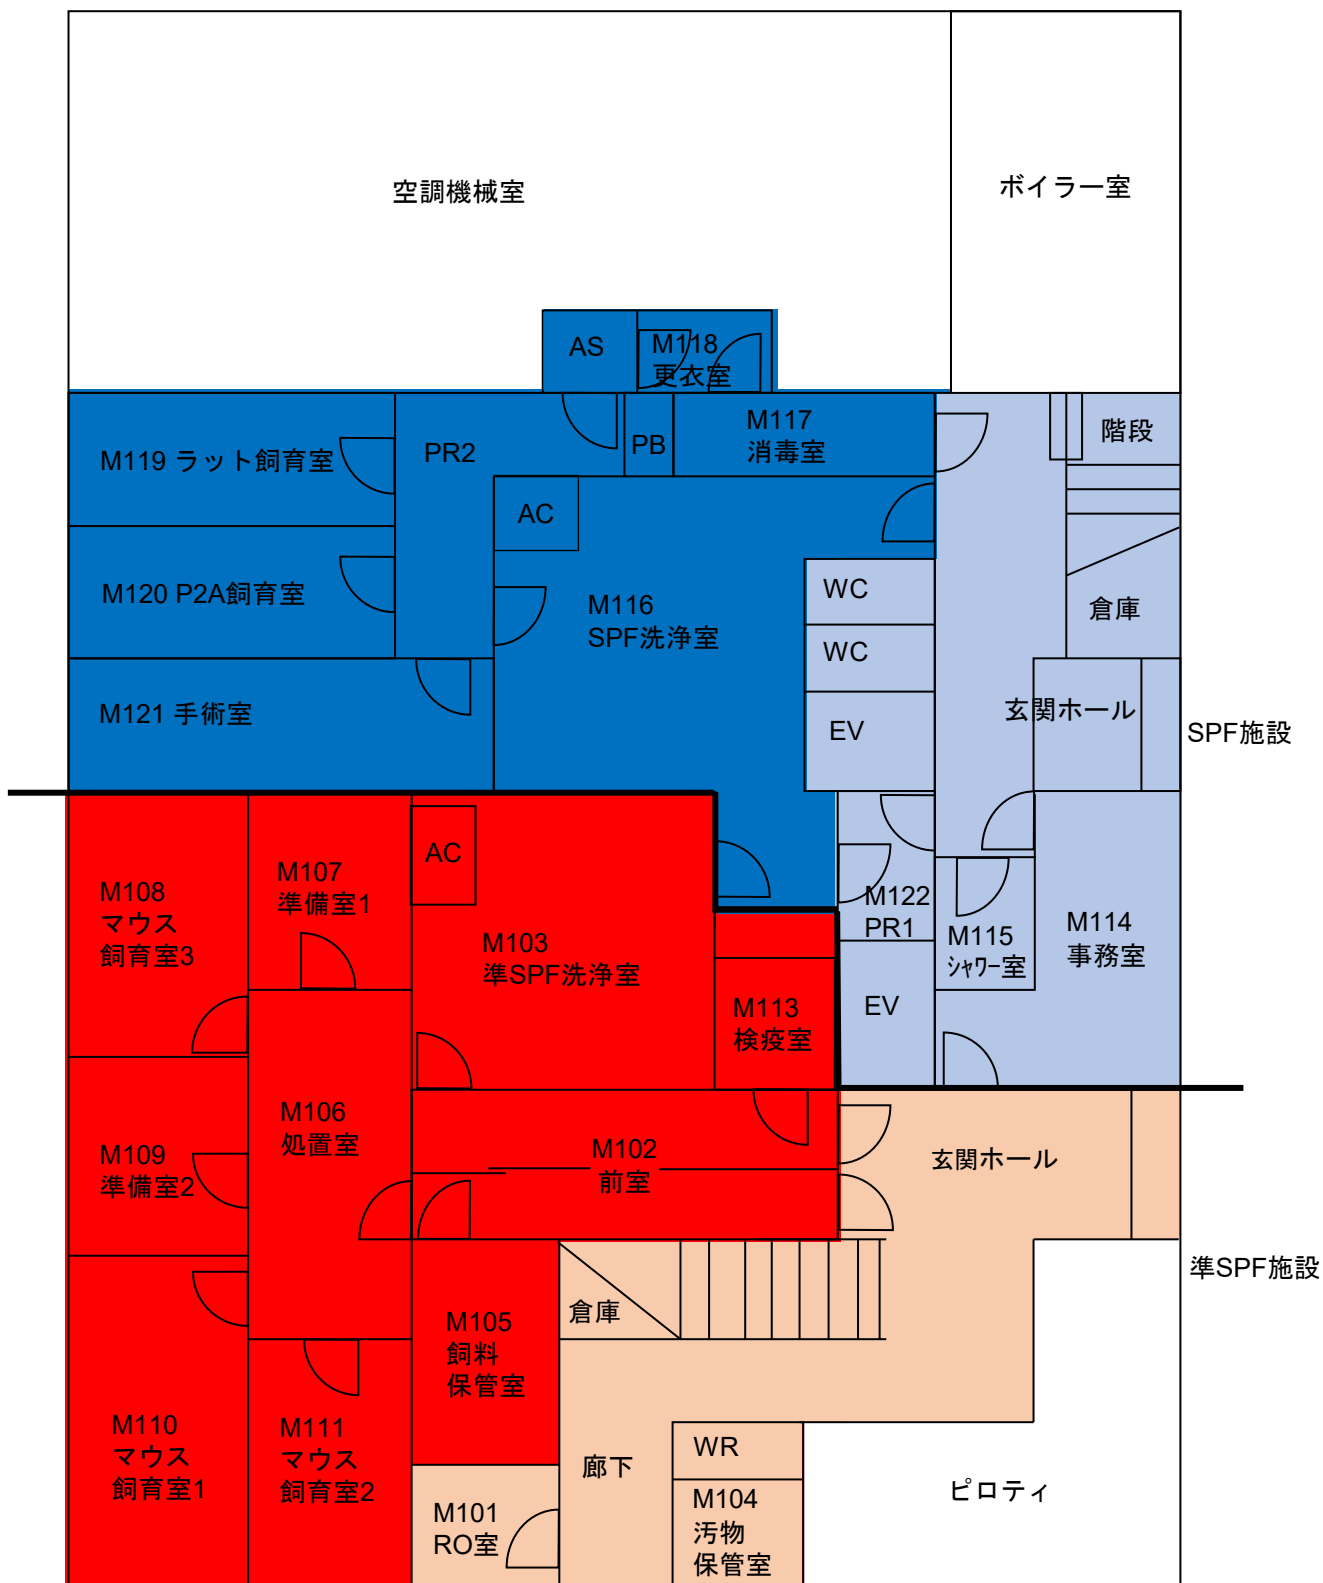 空調機械室
ボイラー室
AS
M118
更衣室
M119 ラット飼育室
PR2
PB
M117
消毒室
階段
AC
M120 P2A飼育室
M116
SPF洗浄室
WC
倉庫
WC
M121 手術室
EV
玄関ホール
SPF施設
M108
マウス
飼育室3
M107
準備室1
AC
M103
準SPF洗浄室
M122
PR1
M115
ｼｬﾜｰ室
M114
事務室
M113
検疫室
EV
M109
準備室2
M106
処置室
M102
前室
玄関ホール
準SPF施設
M105
飼料
保管室
倉庫
M110
マウス
飼育室1
M111
マウス
飼育室2
廊下
WR
ピロティ
M101
RO室
M104
汚物
保管室